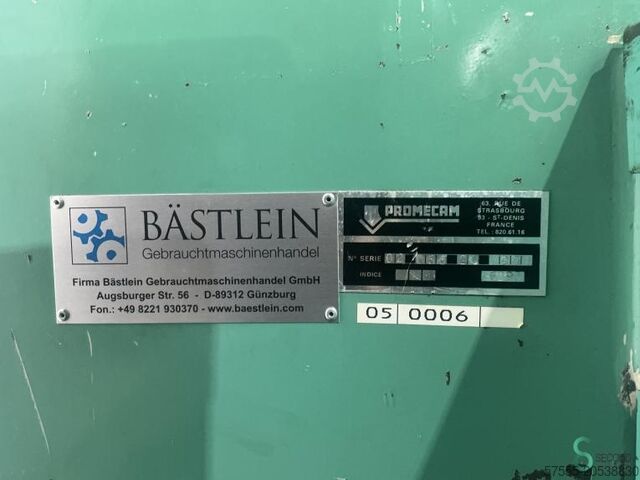 BÄSTLEIN
Gebrauchtmaschinenhandel
Firma Bästlein Gebrauchtmaschinenhandel GmbH
Augsburger Str. 56 - D-89312 Günzburg
Fon.: +49 8221 930370 - www.baestlein.com
PROMECAM
63, RUE DE
STRASBOURG
93 - ST-DENIS
FRANCE
TEL.: 820.61.16
N° SERIE
INDICE
05 0006
SECOND